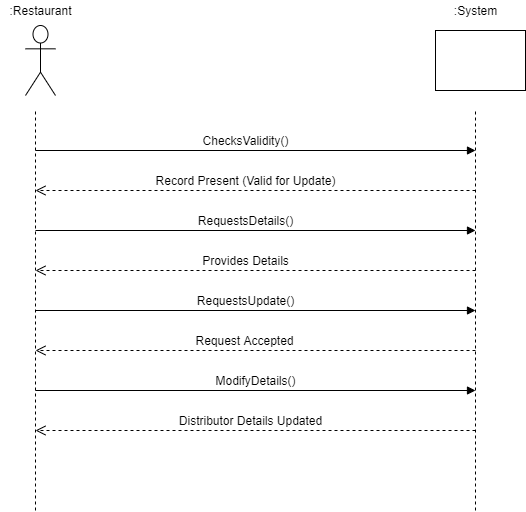 :Restaurant
:System
ChecksValidity()
Record Present (Valid for Update)
RequestsDetails()
Provides Details
RequestsUpdate()
Request Accepted
ModifyDetails()
Distributor Details Updated